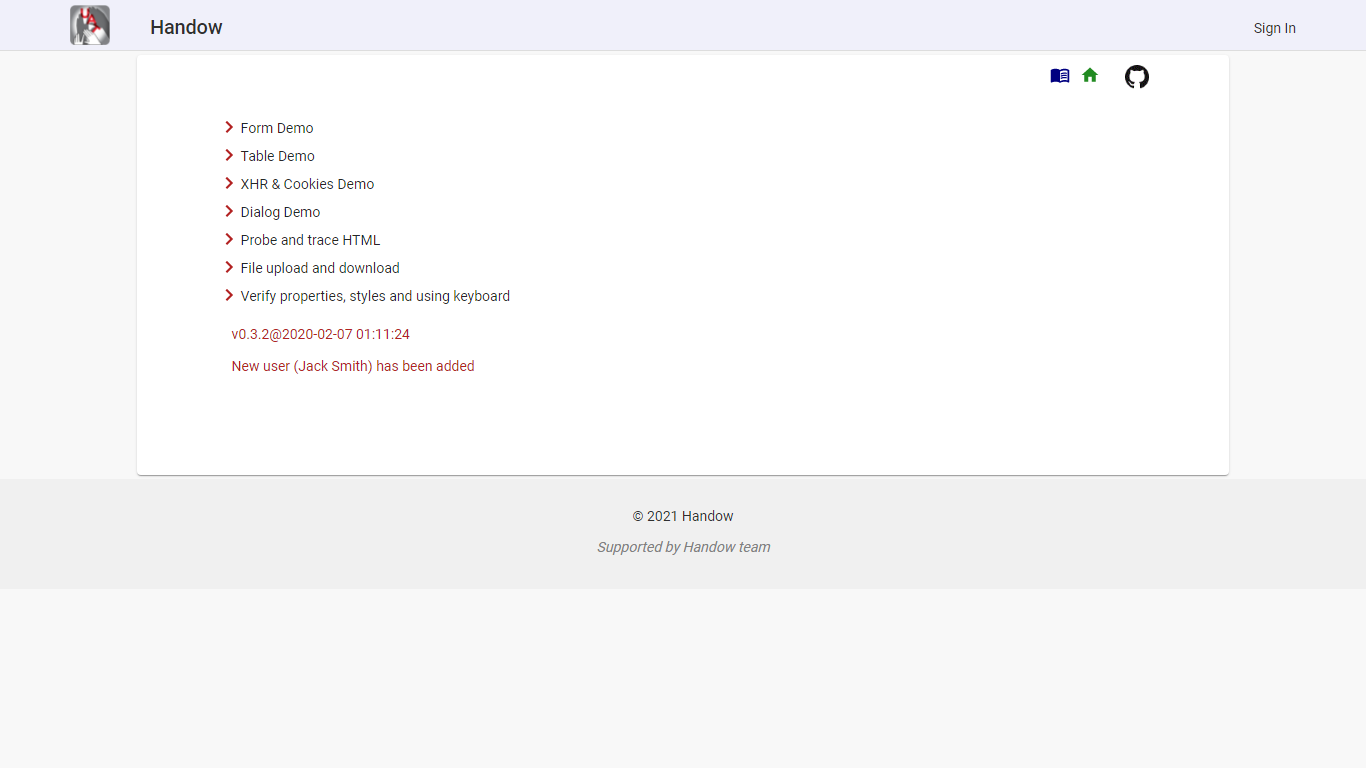 Handow
Sign In
Form Demo
Table Demo
XHR & Cookies Demo
Dialog Demo
Probe and trace HTML
File upload and download
Verify properties, styles and using keyboard
v0.3.2@2020-02-07 01:11:24
New user (Jack Smith) has been added
© 2021 Handow
Supported by Handow team